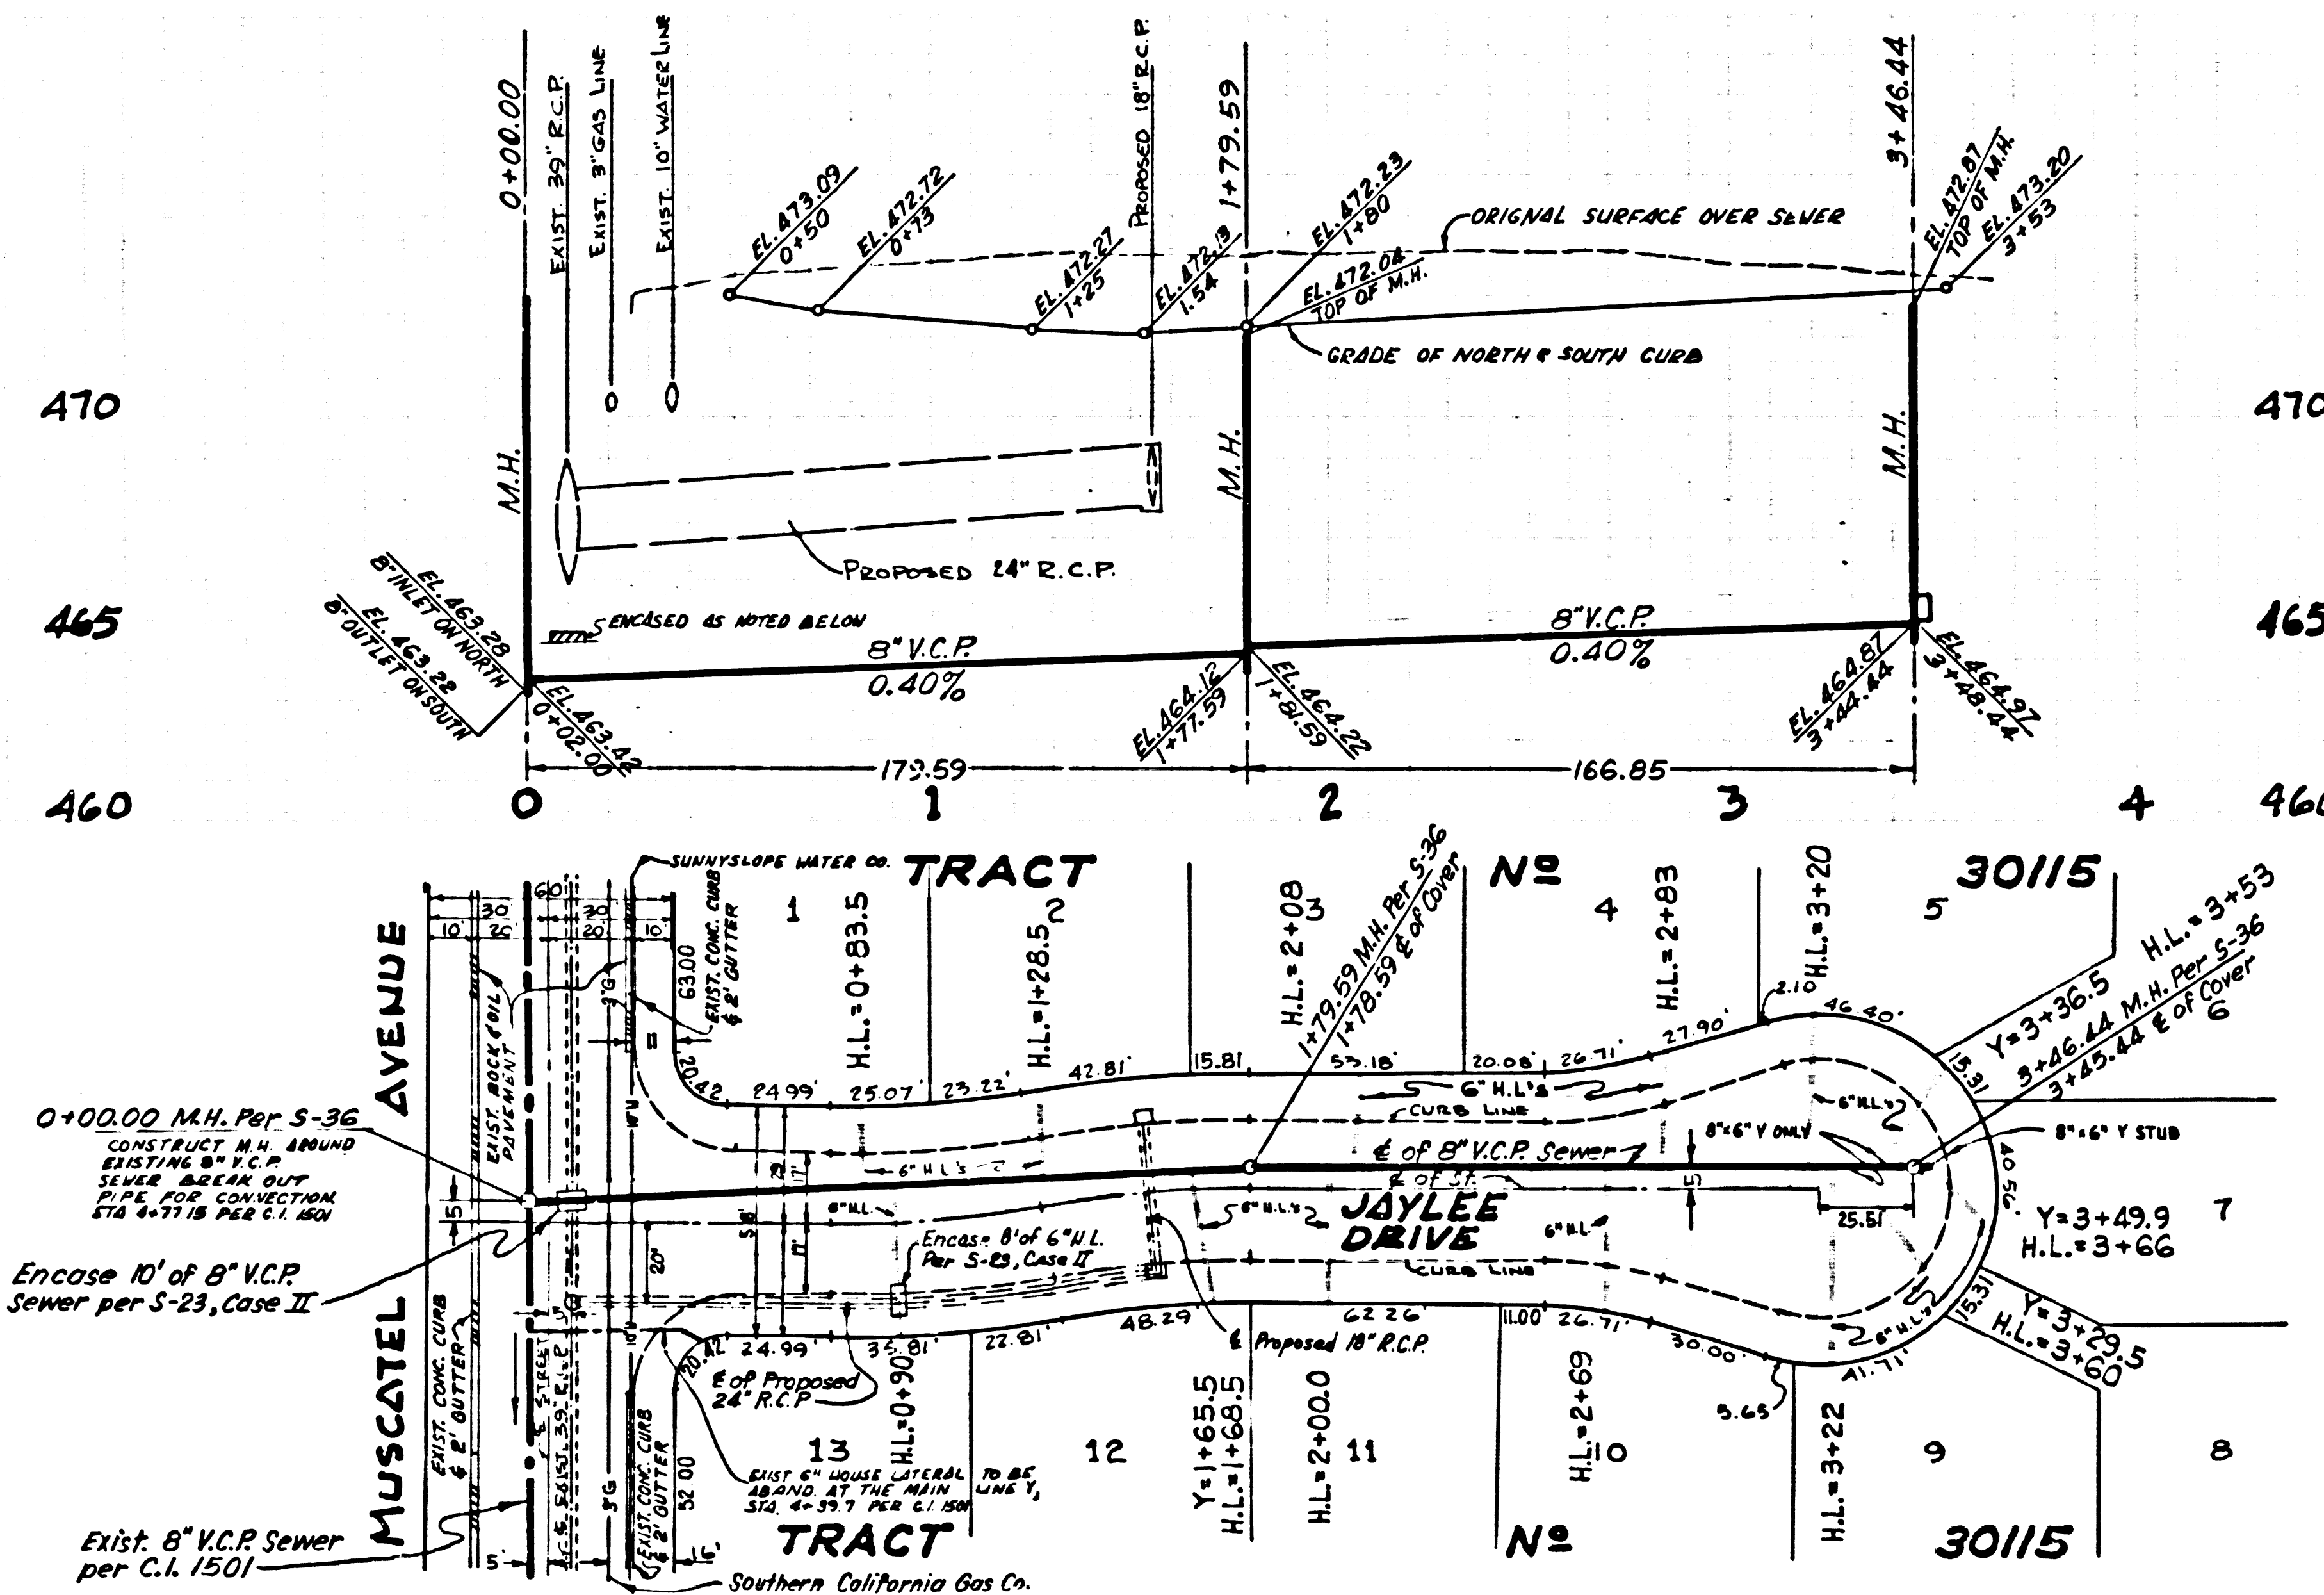 0+00.00
EXIST. 39" R.C.P.
EXIST. 3" GAS LINE
EXIST. 10" WATER LINE
PROPOSED 18" R.C.P.
1+79.59
3+46.44
EL. 473.09
0+50
EL. 472.72
0+73
EL. 472.27
1+25
EL. 472.13
1.54
EL. 472.23
1+80
EL. 472.04
TOP OF M.H.
ORIGNAL SURFACE OVER SEWER
EL. 472.87
TOP OF M.H.
EL. 473.20
3+53
GRADE OF NORTH & SOUTH CURB
470
470
M.H.
M.H.
M.H.
PROPOSED 24" R.C.P.
EL. 463.28
8" INLET ON NORTH
EL. 463.22
8" OUTLET ON SOUTH
465
ENCASED AS NOTED BELOW
465
8" V.C.P.
0.40%
8" V.C.P.
0.40%
EL. 463.42
0+02.00
EL. 464.12
1+77.59
EL. 464.22
1+81.59
EL. 464.87
3+44.44
EL. 464.97
3+48.44
179.59
166.85
460
0
1
2
3
4
460
SUNNYSLOPE WATER CO.
TRACT
Nº
30115
60'
30
30
10'
20
20
10'
1
2
3
4
5
6
7
8
9
10
11
12
13
MUSCATEL AVENUE
EXIST. ROCK & OIL
PAVEMENT
3"G
63.00
EXIST. CONC. CURB
& 2' GUTTER
H.L.=0+83.5
H.L.=1+28.5
H.L.=2+08
1+79.59 M.H. Per S-36
1+78.59 ℄ of Cover
H.L.=2+83
H.L.=3+20
H.L.=3+53
Y=3+36.5
3+46.44 M.H. Per S-36
3+45.44 ℄ of Cover
20.42
24.99'
25.07'
23.22'
42.81'
15.81
53.18'
20.08'
26.71'
27.90'
2.10
46.40'
15.31
40.56'
0+00.00 M.H. Per S-36
CONSTRUCT M.H. AROUND
EXISTING 8" V.C.P.
SEWER BREAK OUT
PIPE FOR CONNECTION
STA 4+77.15 PER C.I. 1501
10"W
6" H.L.'s
CURB LINE
6" H.L.'s
6" H.L.'s
8"x6" Y ONLY
8"x6" Y STUB
℄ of 8" V.C.P. Sewer
℄ of St.
JAYLEE
DRIVE
5
5
29
17'
58'
17'
20'
6" H.L.
6" H.L.'s
6" H.L.
25.51
Encase 8' of 6" H.L.
Per S-23, Case II
CURB LINE
6" H.L.'s
Y=3+49.9
H.L.=3+66
Encase 10' of 8" V.C.P.
Sewer per S-23, Case II
EXIST. CONC. CURB
& 2' GUTTER
℄ STREET
10"W
20.42
24.99'
35.81'
22.81'
48.29
62.26'
11.00'
26.71'
30.00'
5.65
41.71'
15.31
Y=3+29.5
H.L.=3+60
℄ of Proposed
24" R.C.P.
℄ Proposed 18" R.C.P.
H.L.=0+90
Y=1+65.5
H.L.=1+68.5
H.L.=2+00.0
H.L.=2+69
H.L.=3+22
EXIST 6" HOUSE LATERAL TO BE
ABAND. AT THE MAIN LINE Y,
STA. 4+39.7 PER C.I. 1501
3"G
EXIST. CONC. CURB
& 2' GUTTER
52.00
Exist. 8" V.C.P. Sewer
per C.I. 1501
5'
TRACT
Nº
30115
Southern California Gas Co.